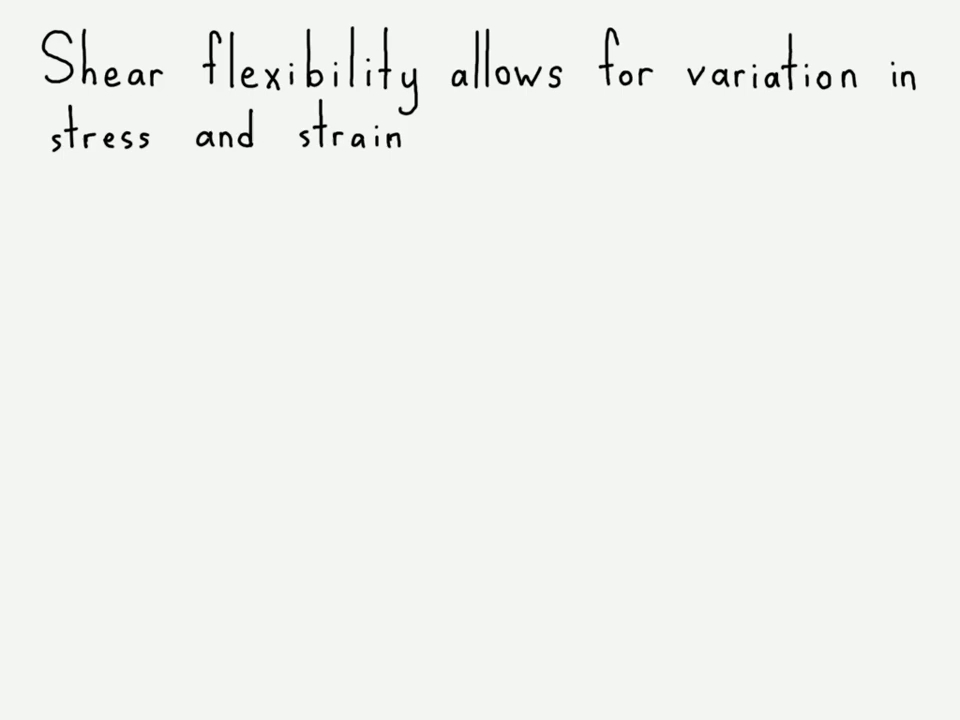 Shear flexibility allows for variation in
stress and strain